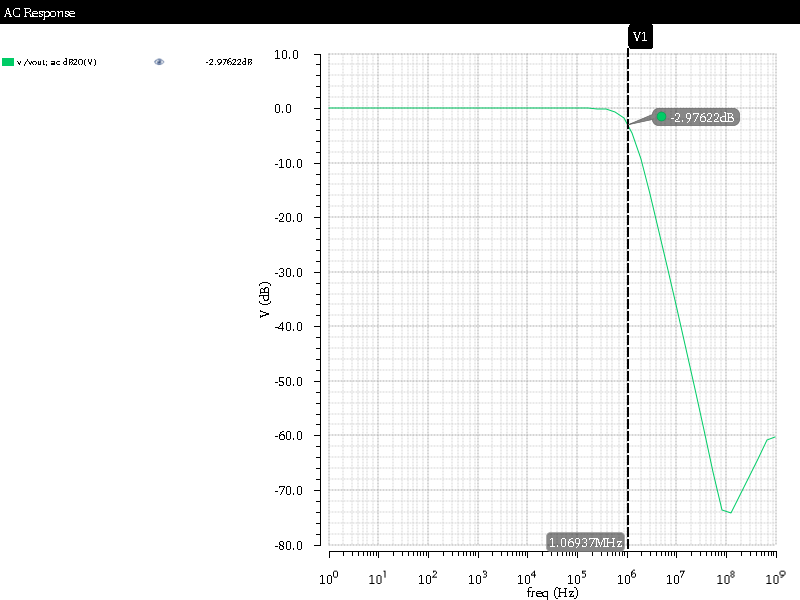 AC Response
v /vout; ac dB20(V) -2.97622dB
V1
10.0
0.0
-2.97622dB
-10.0
-20.0
-30.0
V (dB)
-40.0
-50.0
-60.0
-70.0
1.06937MHz
-80.0
10⁰ 10¹ 10² 10³ 10⁴ 10⁵ 10⁶ 10⁷ 10⁸ 10⁹
freq (Hz)